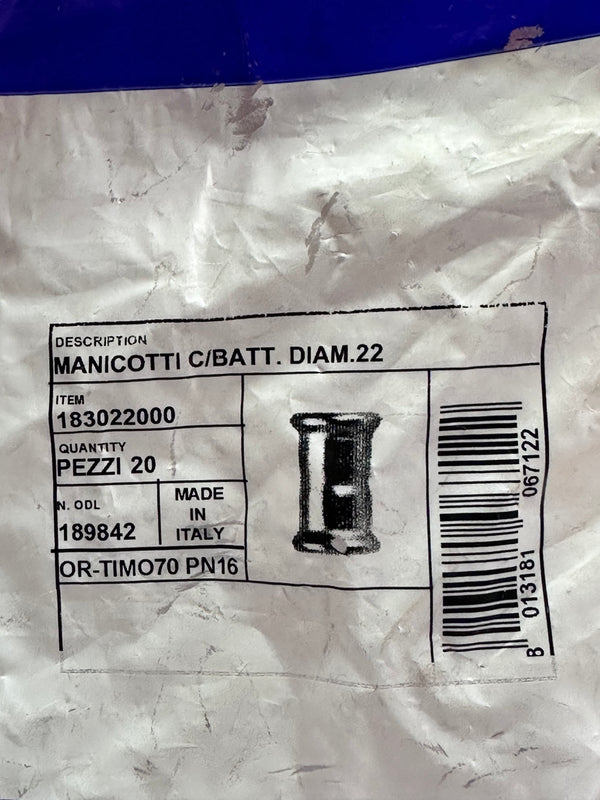 DESCRIPTION
MANICOTTI C/BATT. DIAM.22
ITEM
183022000
QUANTITY
PEZZI 20
N. ODL
189842
MADE
IN
ITALY
OR-TIMO70 PN16
8 013181 067122